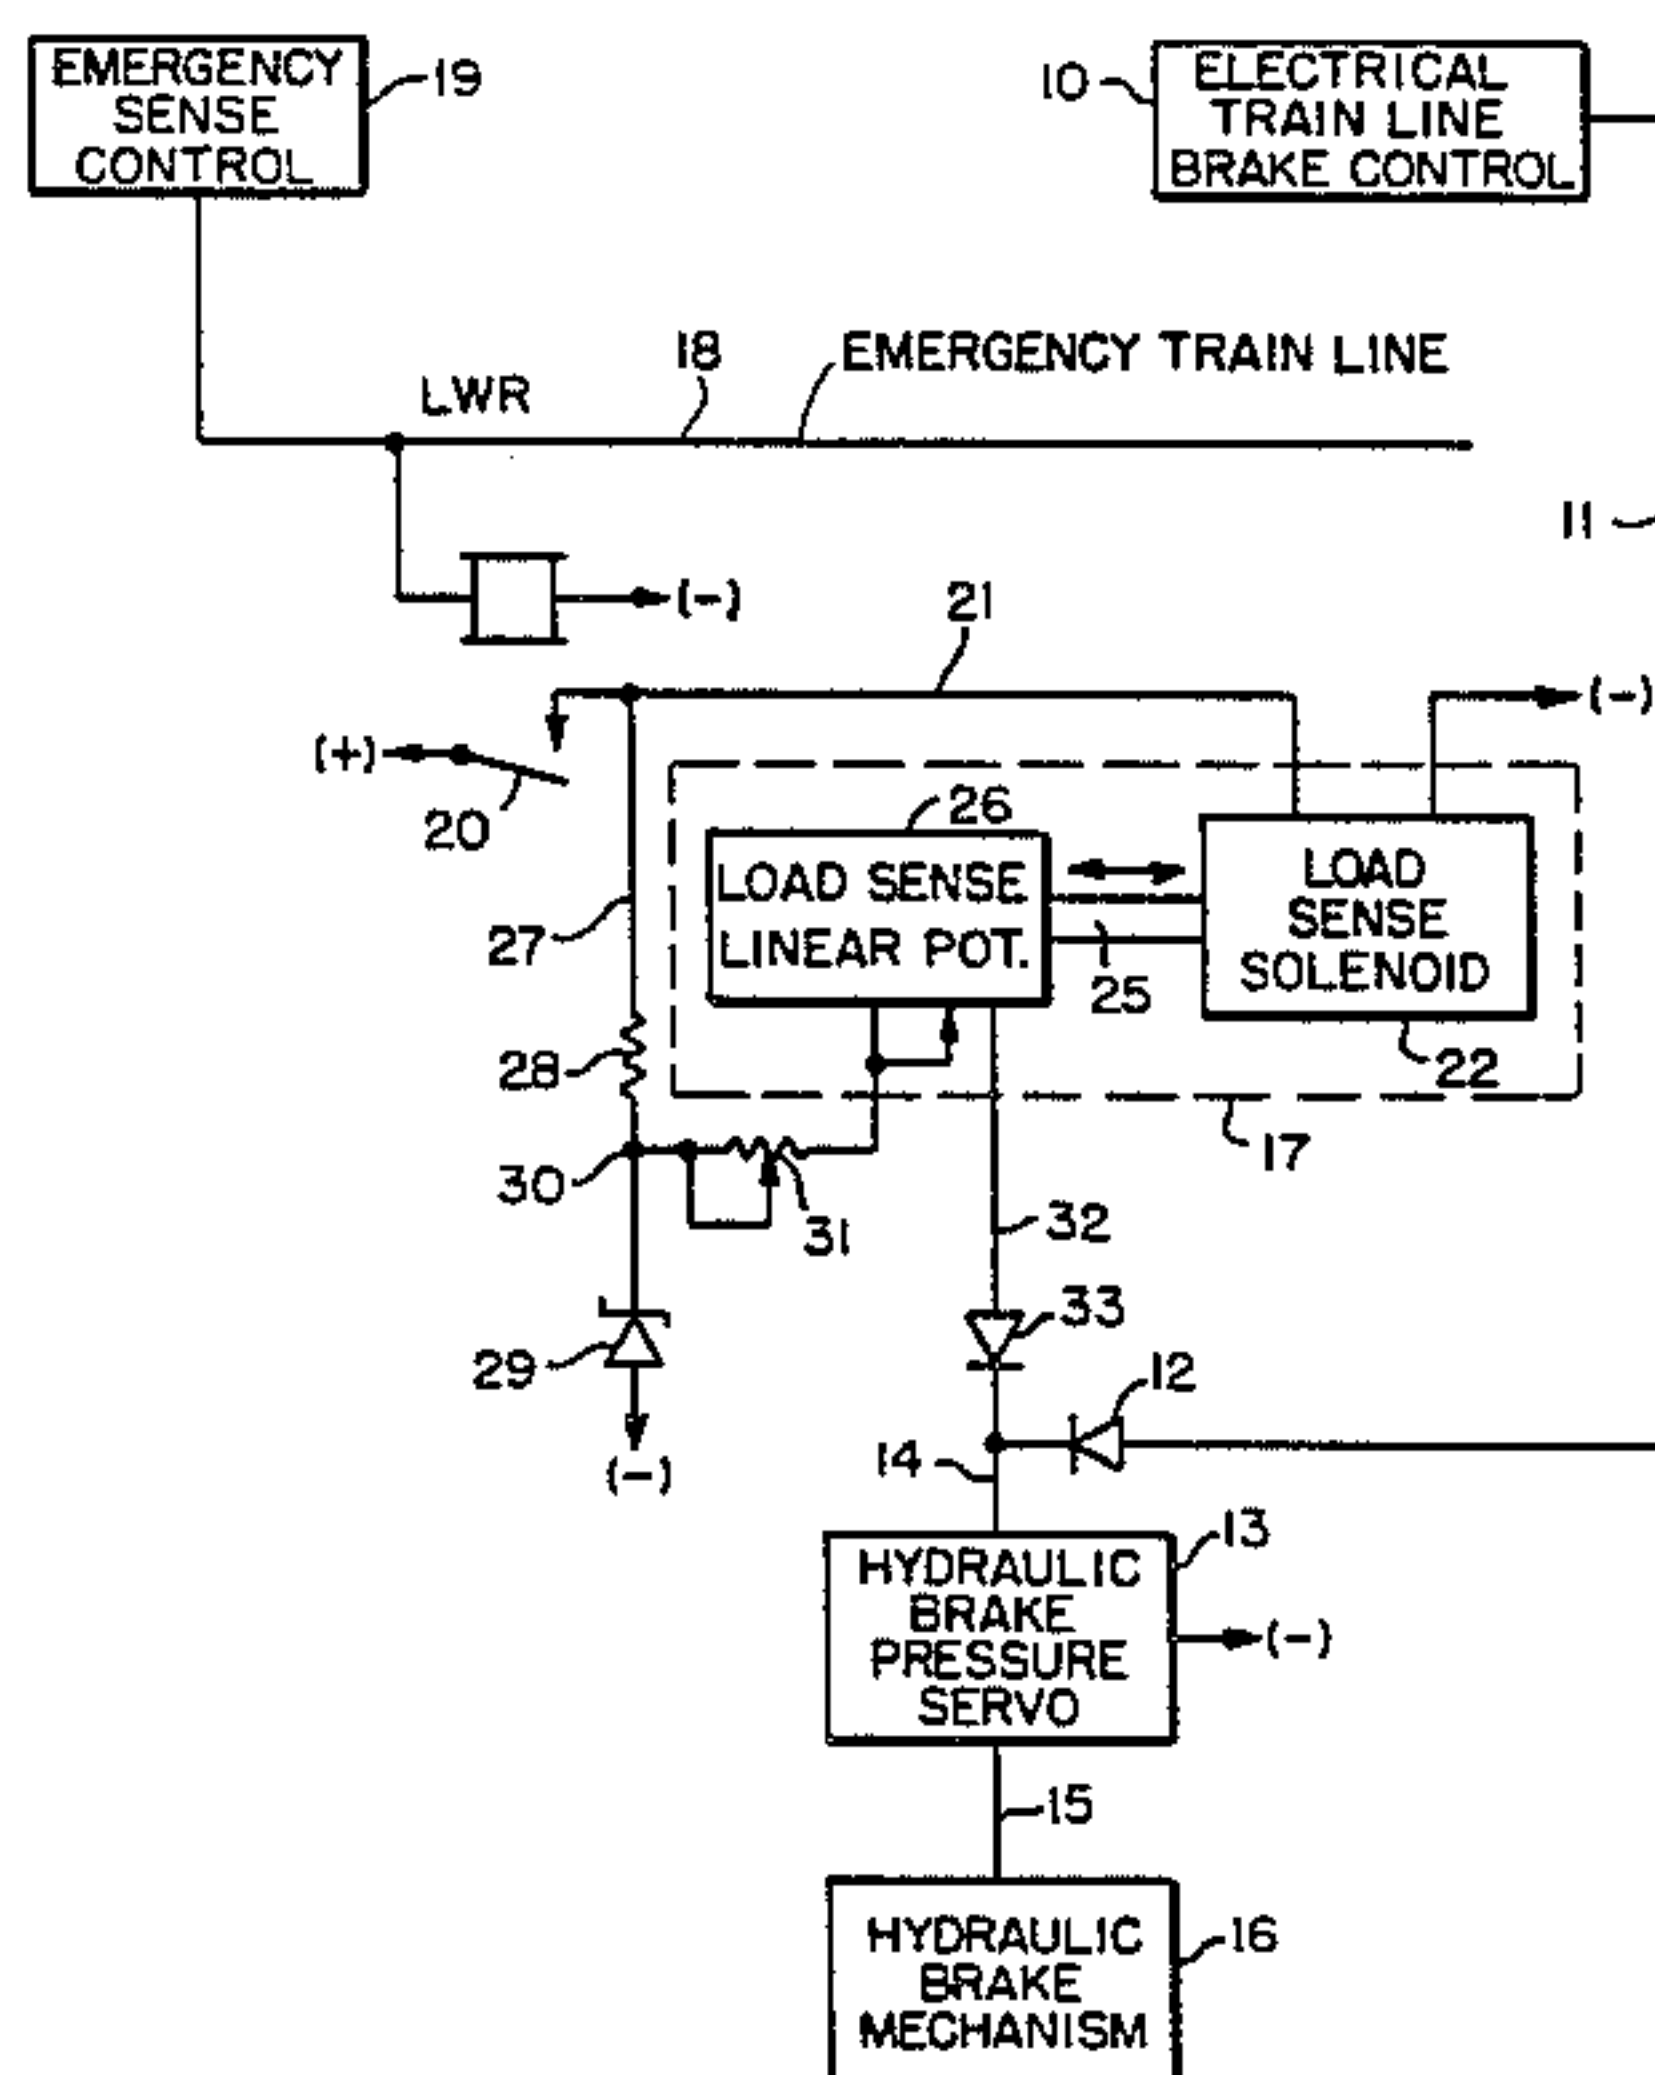 EMERGENCY
SENSE
CONTROL
19
10
ELECTRICAL
TRAIN LINE
BRAKE CONTROL
18
EMERGENCY TRAIN LINE
LWR
11
(-)
21
(-)
(+)
20
26
LOAD SENSE
LINEAR POT.
25
LOAD
SENSE
SOLENOID
22
27
28
17
30
31
32
33
29
12
(-)
14
13
HYDRAULIC
BRAKE
PRESSURE
SERVO
(-)
15
HYDRAULIC
BRAKE
MECHANISM
16